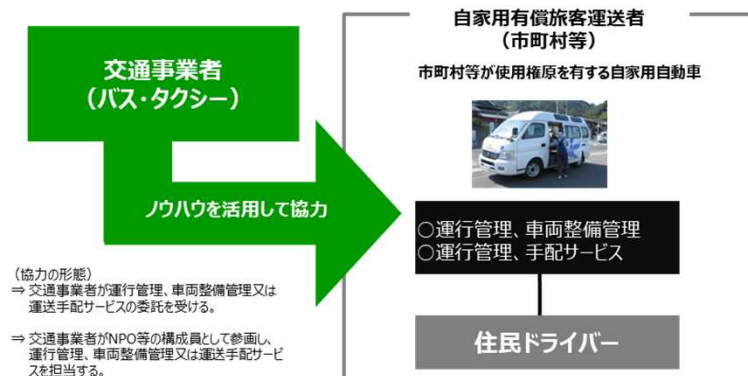 自家用有償旅客運送者
（市町村等）
市町村等が使用権原を有する自家用自動車
交通事業者
（バス・タクシー）
ノウハウを活用して協力
○運行管理、車両整備管理
○運行管理、手配サービス
住民ドライバー
（協力の形態）
⇒ 交通事業者が運行管理、車両整備管理又は
運送手配サービスの委託を受ける。
⇒ 交通事業者がNPO等の構成員として参画し、
運行管理、車両整備管理又は運送手配サービ
スを担当する。